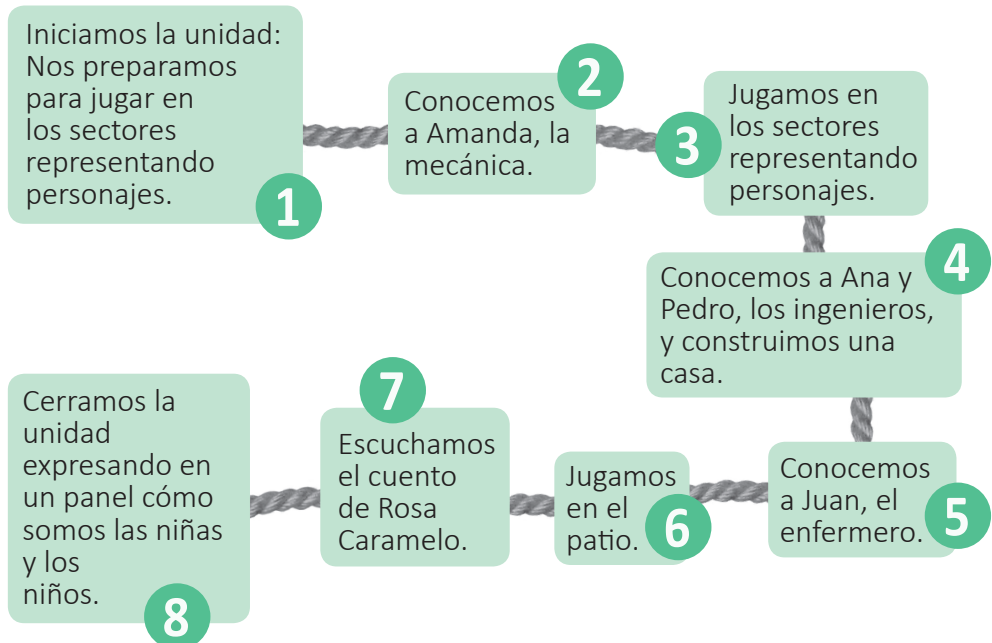 Iniciamos la unidad:
Nos preparamos
para jugar en
los sectores
representando
personajes.
1
2
Conocemos
a Amanda, la
mecánica.
3
Jugamos en
los sectores
representando
personajes.
4
Conocemos a Ana y
Pedro, los ingenieros,
y construimos una
casa.
5
Conocemos
a Juan, el
enfermero.
6
Jugamos
en el
patio.
7
Escuchamos
el cuento
de Rosa
Caramelo.
8
Cerramos la
unidad
expresando en
un panel cómo
somos las niñas
y los
niños.